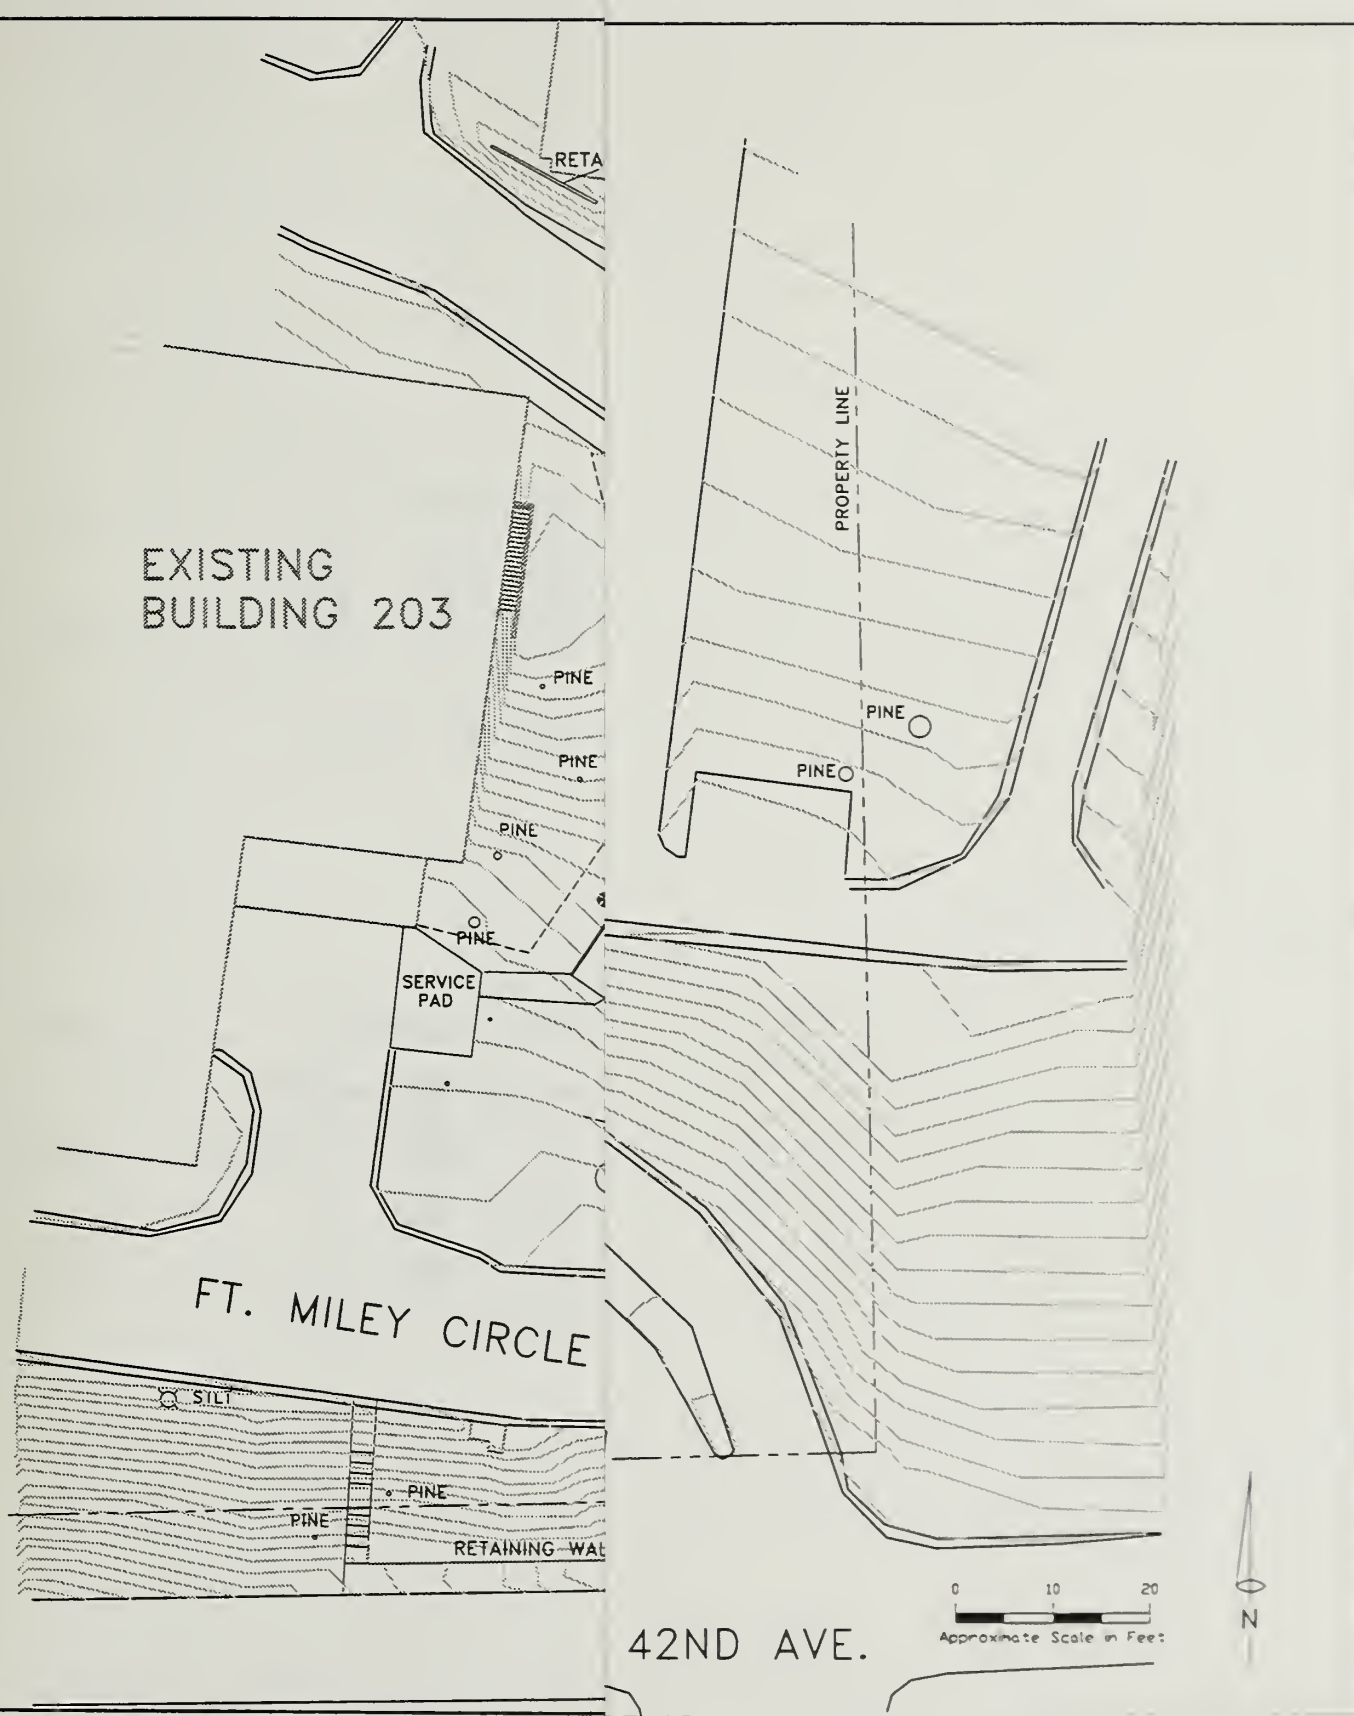 RETA
PROPERTY LINE
EXISTING
BUILDING 203
PINE
PINE
PINE
PINE
PINE
PINE
SERVICE
PAD
FT. MILEY CIRCLE
SILT
PINE
PINE
RETAINING WAL
0 10 20
Approximate Scale in Feet
42ND AVE.
N